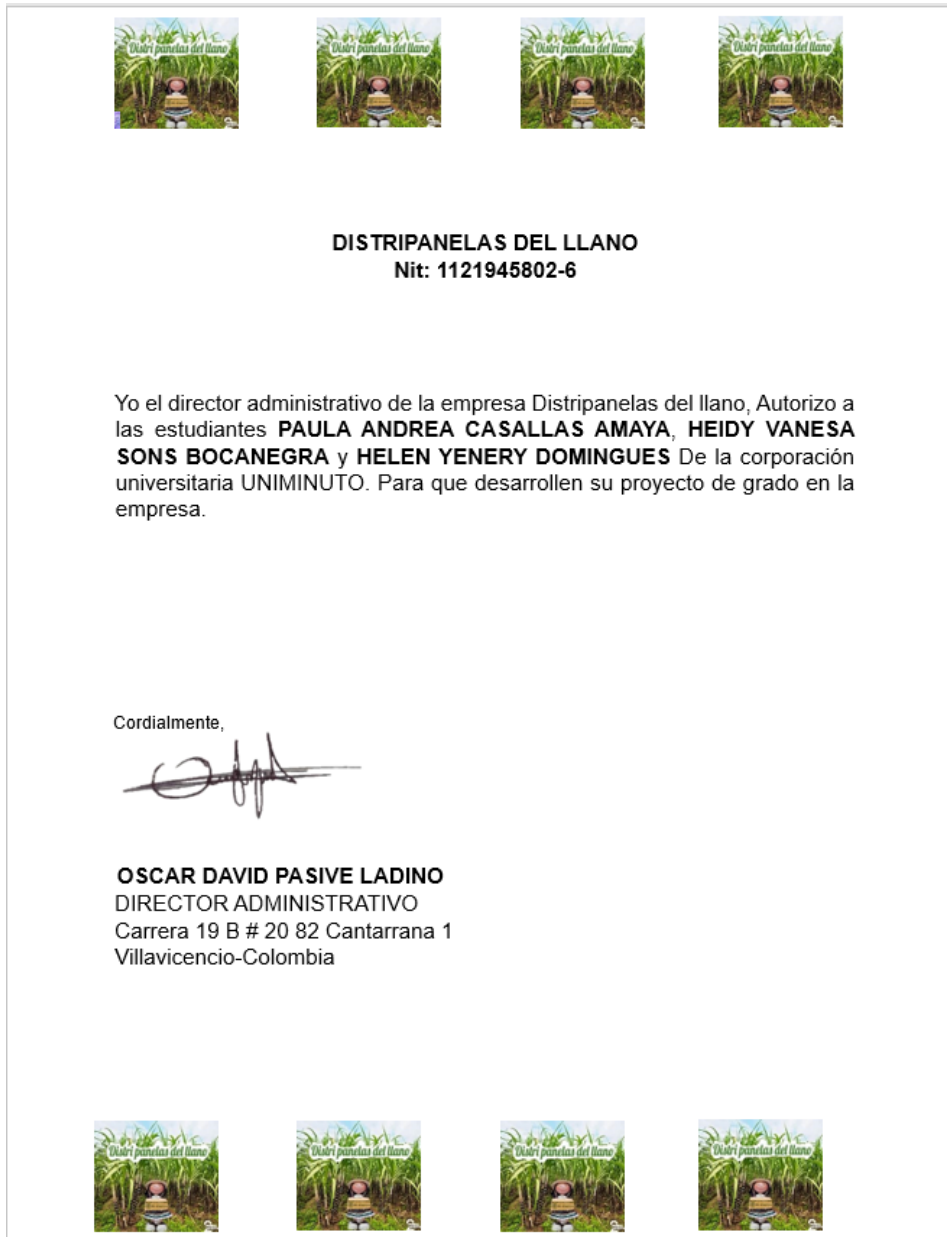 Distri panelas del llano
Distri panelas del llano
Distri panelas del llano
Distri panelas del llano
DISTRIPANELAS DEL LLANO
Nit: 1121945802-6
Yo el director administrativo de la empresa Distripanelas del llano, Autorizo a
las estudiantes PAULA ANDREA CASALLAS AMAYA, HEIDY VANESA
SONS BOCANEGRA y HELEN YENERY DOMINGUES De la corporación
universitaria UNIMINUTO. Para que desarrollen su proyecto de grado en la
empresa.
Cordialmente,
OSCAR DAVID PASIVE LADINO
DIRECTOR ADMINISTRATIVO
Carrera 19 B # 20 82 Cantarrana 1
Villavicencio-Colombia
Distri panelas del llano
Distri panelas del llano
Distri panelas del llano
Distri panelas del llano